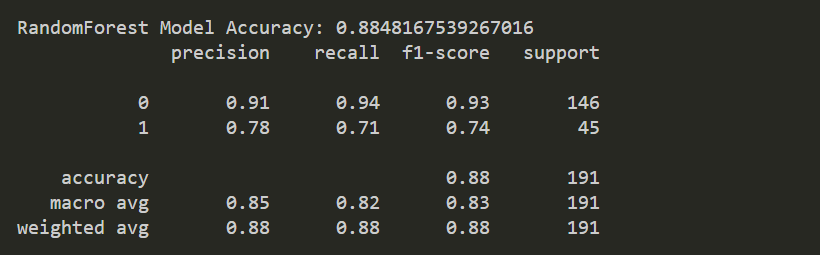 RandomForest Model Accuracy: 0.8848167539267016
precision recall f1-score support
0 0.91 0.94 0.93 146
1 0.78 0.71 0.74 45
accuracy 0.88 191
macro avg 0.85 0.82 0.83 191
weighted avg 0.88 0.88 0.88 191